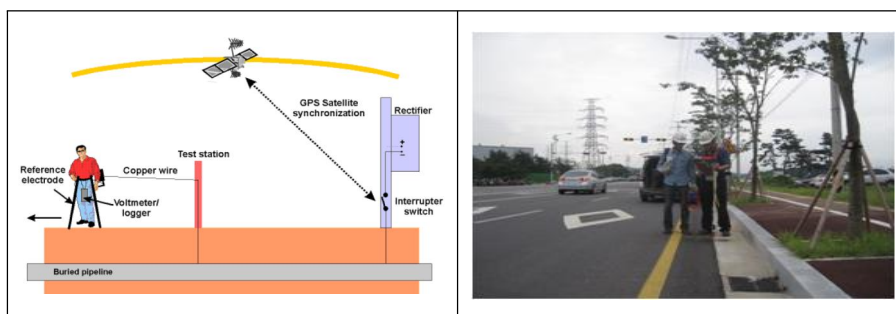 GPS Satellite
synchronization
Rectifier
+
−
Test station
Reference
electrode
Copper wire
Voltmeter/
logger
Interrupter
switch
Buried pipeline